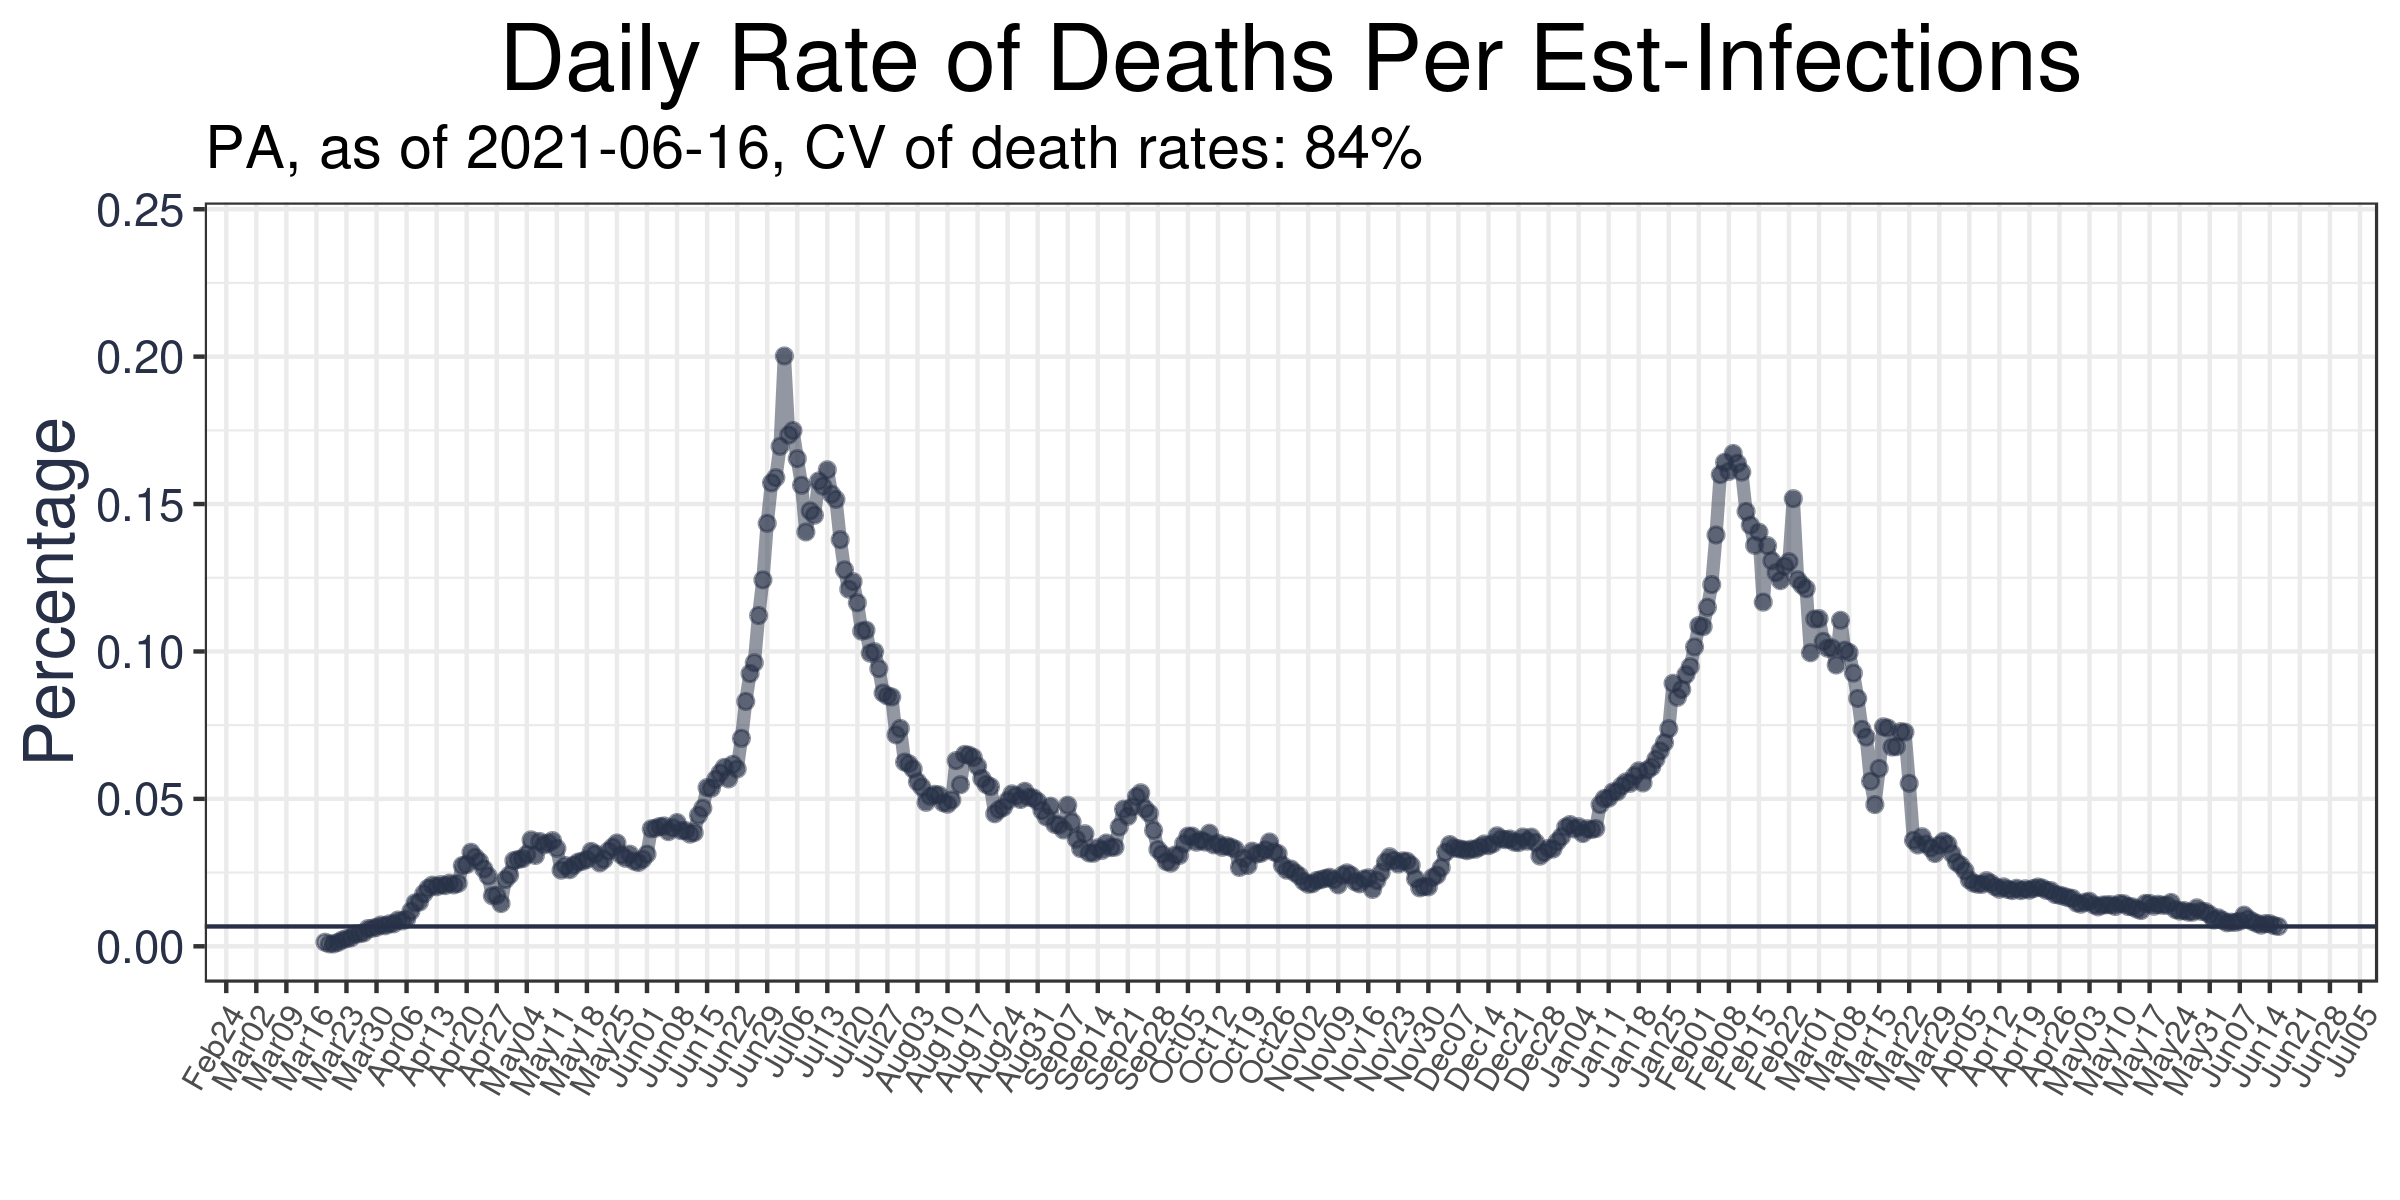 Daily Rate of Deaths Per Est-Infections
PA, as of 2021-06-16, CV of death rates: 84%
Percentage
0.25
0.20
0.15
0.10
0.05
0.00
Feb24 Mar02 Mar09 Mar16 Mar23 Mar30 Apr06 Apr13 Apr20 Apr27 May04 May11 May18 May25 Jun01 Jun08 Jun15 Jun22 Jun29 Jul06 Jul13 Jul20 Jul27 Aug03 Aug10 Aug17 Aug24 Aug31 Sep07 Sep14 Sep21 Sep28 Oct05 Oct12 Oct19 Oct26 Nov02 Nov09 Nov16 Nov23 Nov30 Dec07 Dec14 Dec21 Dec28 Jan04 Jan11 Jan18 Jan25 Feb01 Feb08 Feb15 Feb22 Mar01 Mar08 Mar15 Mar22 Mar29 Apr05 Apr12 Apr19 Apr26 May03 May10 May17 May24 May31 Jun07 Jun14 Jun21 Jun28 Jul05